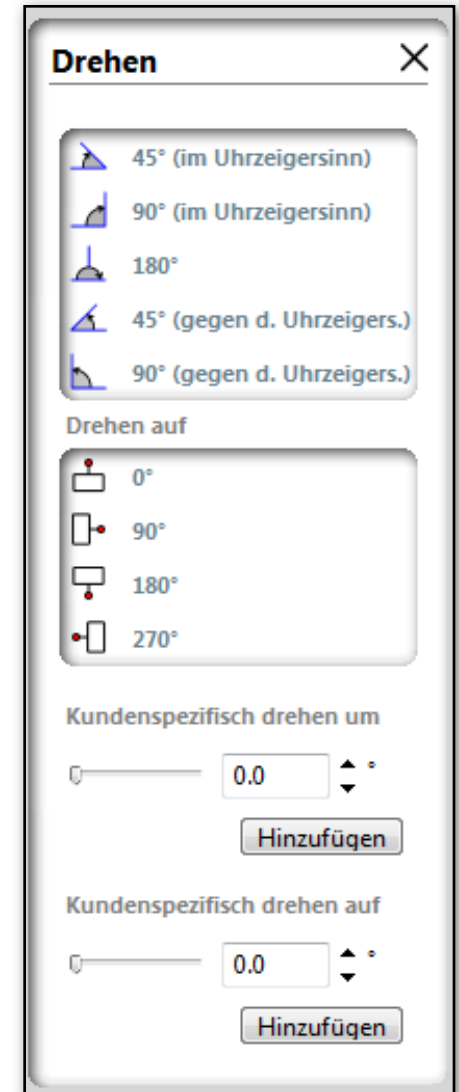 Drehen
45° (im Uhrzeigersinn)
90° (im Uhrzeigersinn)
180°
45° (gegen d. Uhrzeigers.)
90° (gegen d. Uhrzeigers.)
Drehen auf
0°
90°
180°
270°
Kundenspezifisch drehen um
0.0 °
Hinzufügen
Kundenspezifisch drehen auf
0.0 °
Hinzufügen